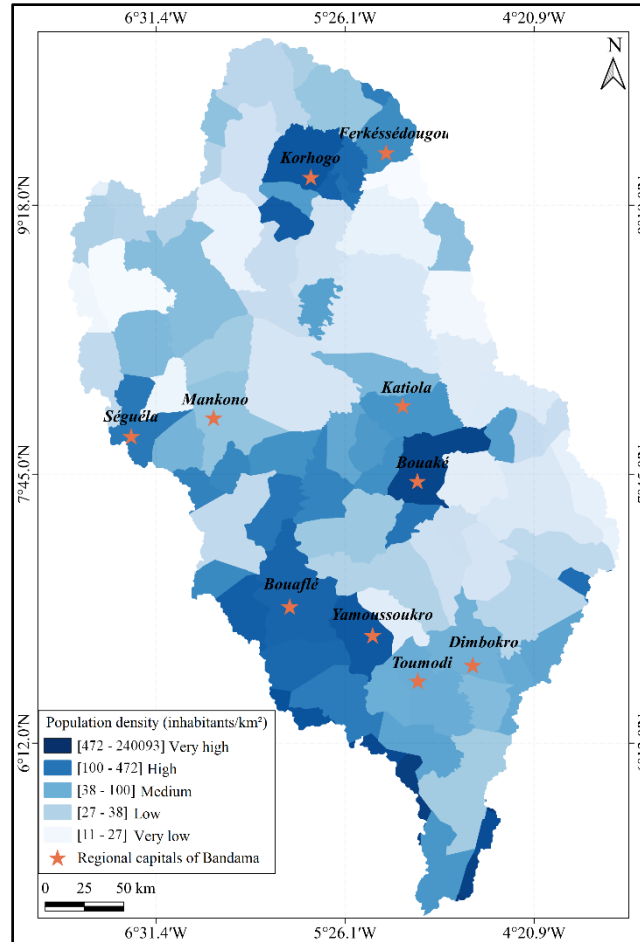 6°31.4'W 5°26.1'W 4°20.9'W
N
Ferkéssédougou
Korhogo
9°18.0'N
Katiola
Mankono
Séguéla
Bouaké
7°45.0'N
Bouaflé
Yamoussoukro
Dimbokro
Toumodi
Population density (inhabitants/km²)
[472 - 240093] Very high
[100 - 472] High
[38 - 100] Medium
[27 - 38] Low
[11 - 27] Very low
Regional capitals of Bandama
0 25 50 km
6°12.0'N
6°31.4'W 5°26.1'W 4°20.9'W